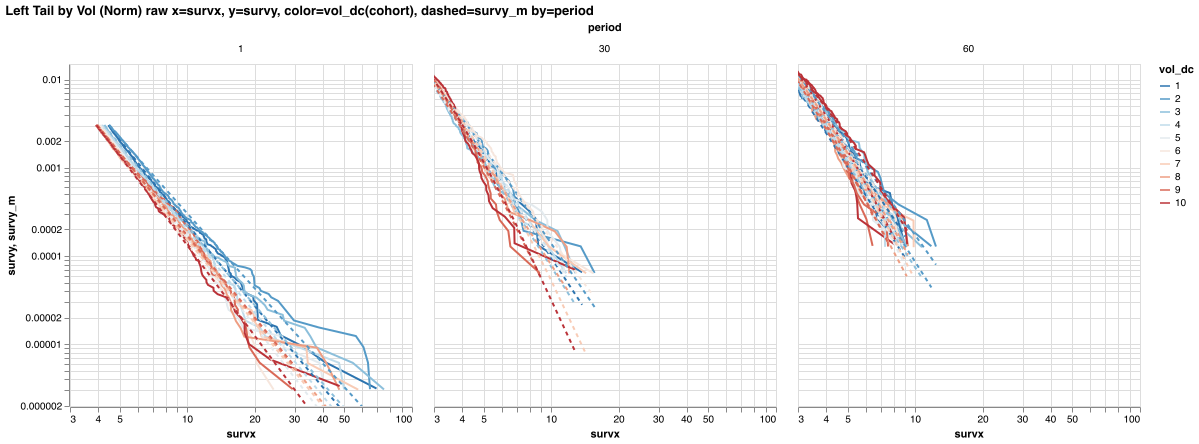 Left Tail by Vol (Norm) raw x=survx, y=survy, color=vol_dc(cohort), dashed=survy_m by=period
period
1 30 60
survy, survy_m
0.01
0.002
0.001
0.0002
0.0001
0.00002
0.00001
0.000002
3 4 5 10 20 30 40 50 100
3 4 5 10 20 30 40 50 100
3 4 5 10 20 30 40 50 100
survx survx survx
vol_dc
1
2
3
4
5
6
7
8
9
10